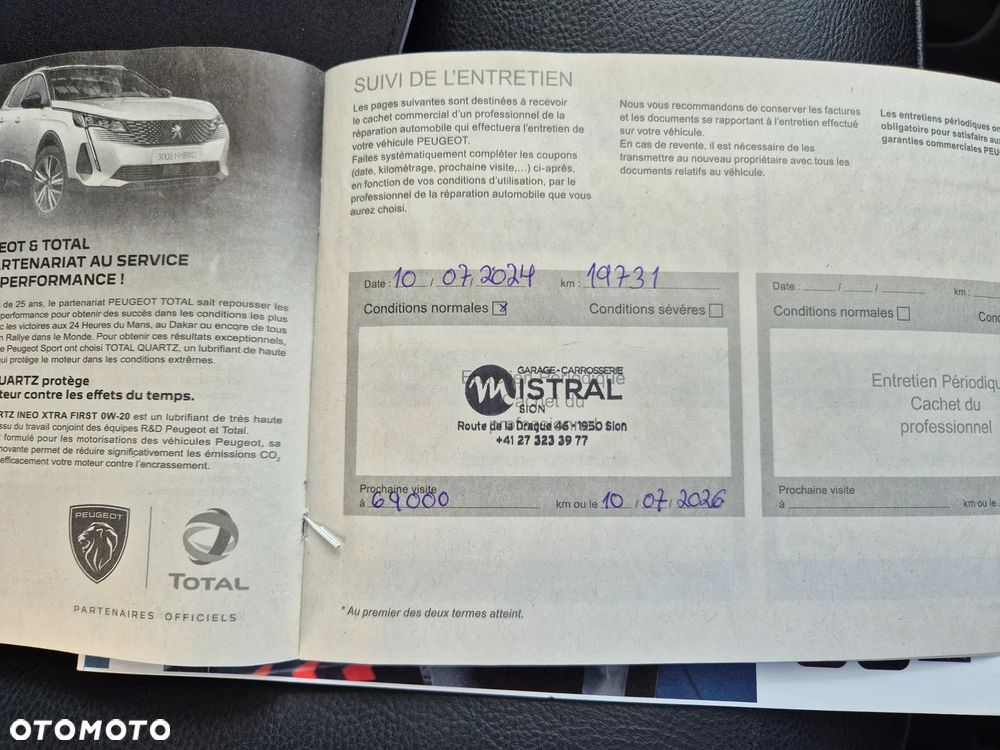 3008 HYBRID
EOT & TOTAL
RTENARIAT AU SERVICE
PERFORMANCE !
de 25 ans, le partenariat PEUGEOT TOTAL sait repousser les
performance pour obtenir des succès dans les conditions les plus
les victoires aux 24 Heures du Mans, au Dakar ou encore de tous
Rallye dans le Monde. Pour obtenir ces résultats exceptionnels,
Peugeot Sport ont choisi TOTAL QUARTZ, un lubrifiant de haute
ui protège le moteur dans les conditions extrêmes.
UARTZ protège
teur contre les effets du temps.
RTZ INEO XTRA FIRST 0W-20 est un lubrifiant de très haute
ssu du travail conjoint des équipes R&D Peugeot et Total.
formulé pour les motorisations des véhicules Peugeot, sa
novante permet de réduire significativement les émissions CO2
efficacement votre moteur contre l'encrassement.
PEUGEOT
TOTAL
PARTENAIRES OFFICIELS
SUIVI DE L'ENTRETIEN
Les pages suivantes sont destinées à recevoir
le cachet commercial d'un professionnel de la
réparation automobile qui effectuera l'entretien de
votre véhicule PEUGEOT.
Faites systématiquement compléter les coupons
(date, kilométrage, prochaine visite,...) ci-après,
en fonction de vos conditions d'utilisation, par le
professionnel de la réparation automobile que vous
aurez choisi.
Nous vous recommandons de conserver les factures
et les documents se rapportant à l'entretien effectué
sur votre véhicule.
En cas de revente, il est nécessaire de les
transmettre au nouveau propriétaire avec tous les
documents relatifs au véhicule.
Les entretiens périodiques
obligatoire pour satisfaire aux
garanties commerciales PEU
Date : 10 / 07 / 2024 km : 19731
Conditions normales Conditions sévères
Entretien Périodique
Cachet du
professionnel
GARAGE - CARROSSERIE
MISTRAL
SION
Route de la Drague 46 - 1950 Sion
+41 27 323 39 77
Prochaine visite
à 69000 km ou le 10 / 07 / 2026
Date : / / km :
Conditions normales Cond
Entretien Périodiqu
Cachet du
professionnel
Prochaine visite
à km ou le
* Au premier des deux termes atteint.
OTOMOTO